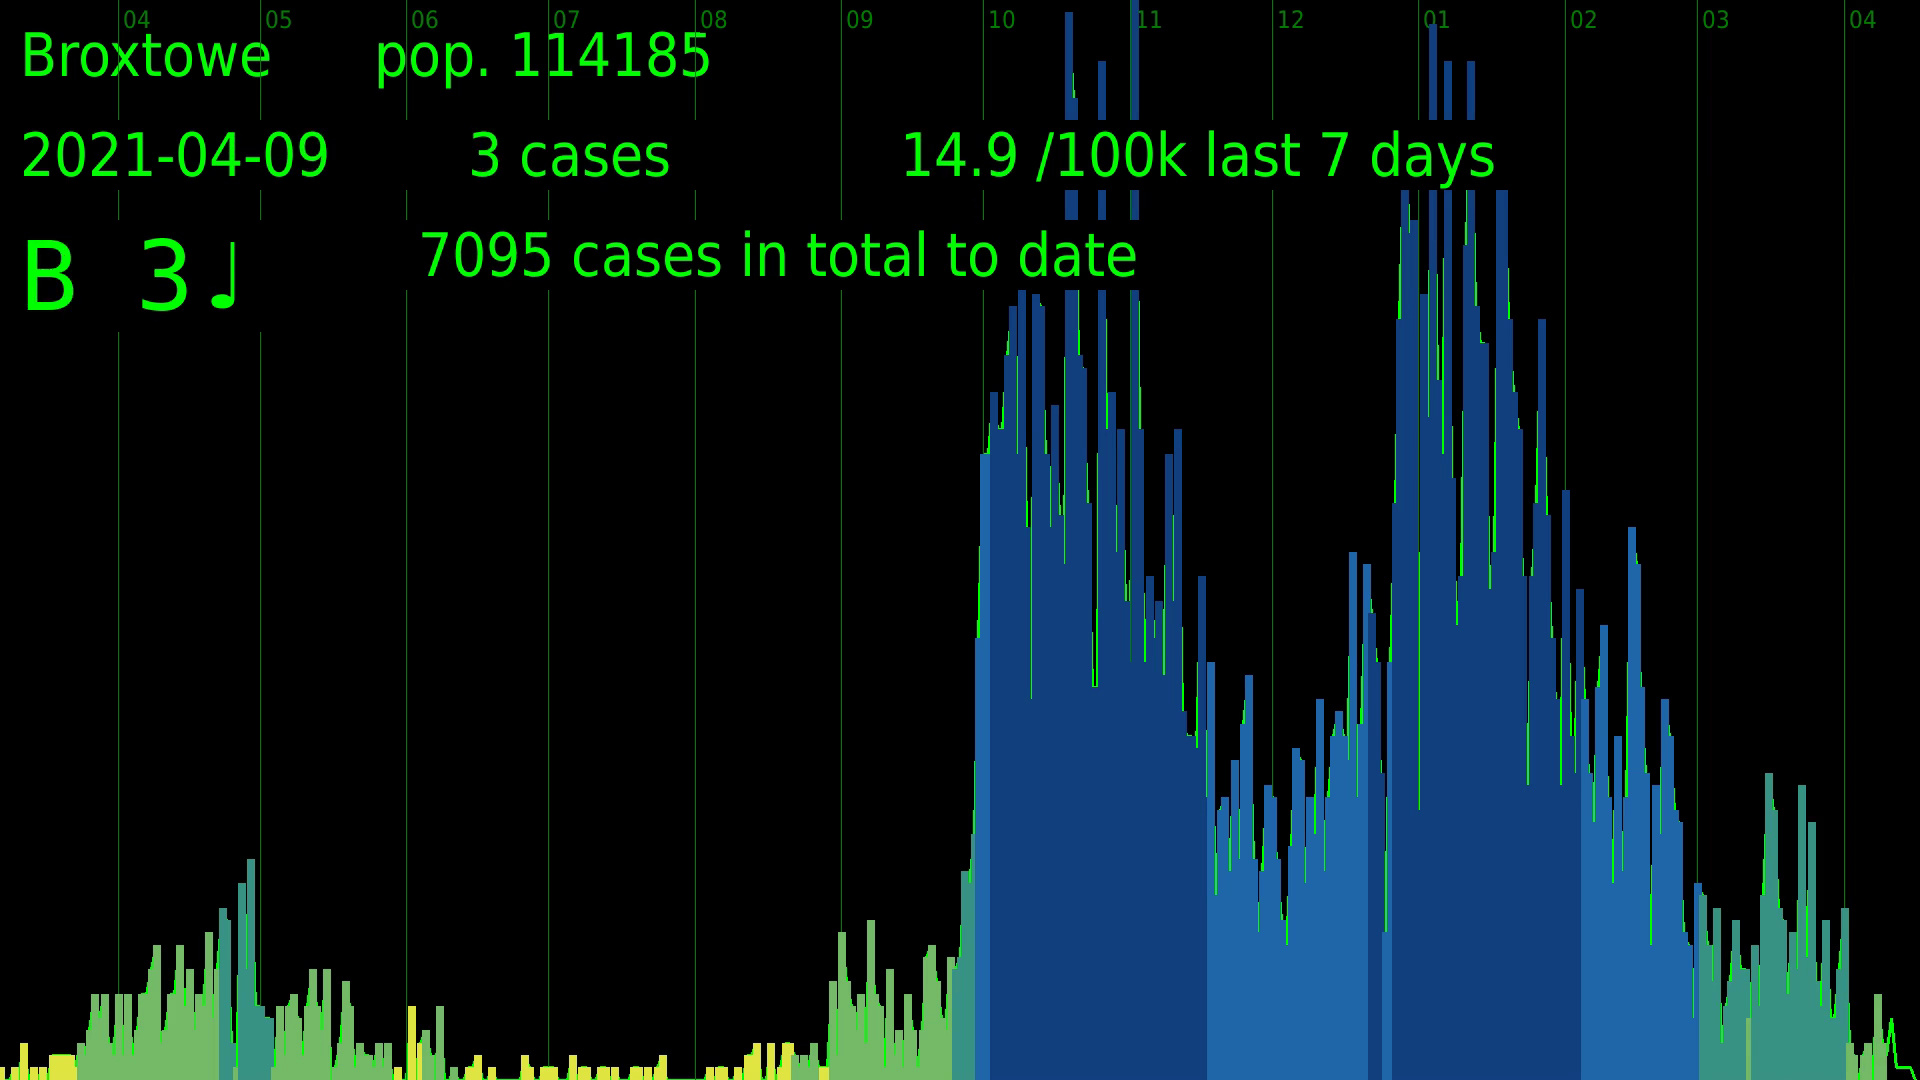 04 05 06 07 08 09 10 11 12 01 02 03 04
Broxtowe pop. 114185
2021-04-09 3 cases 14.9 /100k last 7 days
B 3♩ 7095 cases in total to date